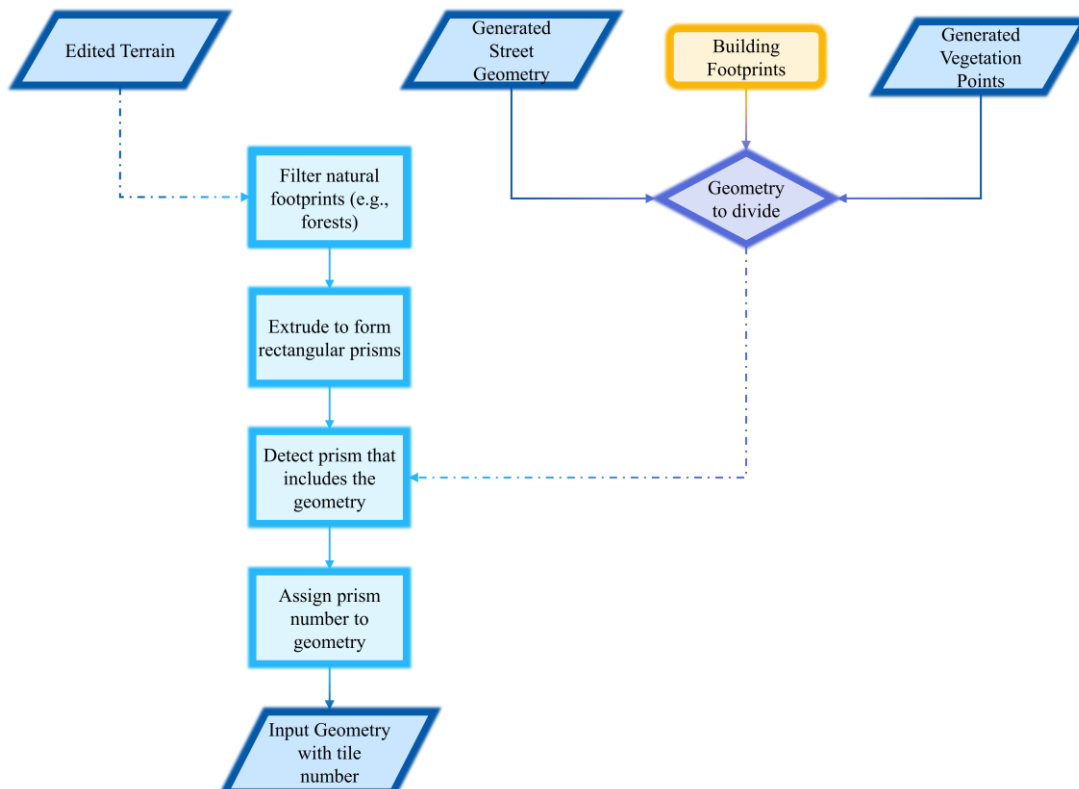 Edited Terrain
Generated
Street
Geometry
Building
Footprints
Generated
Vegetation
Points
Filter natural
footprints (e.g.,
forests)
Geometry
to divide
Extrude to form
rectangular prisms
Detect prism that
includes the
geometry
Assign prism
number to
geometry
Input Geometry
with tile
number